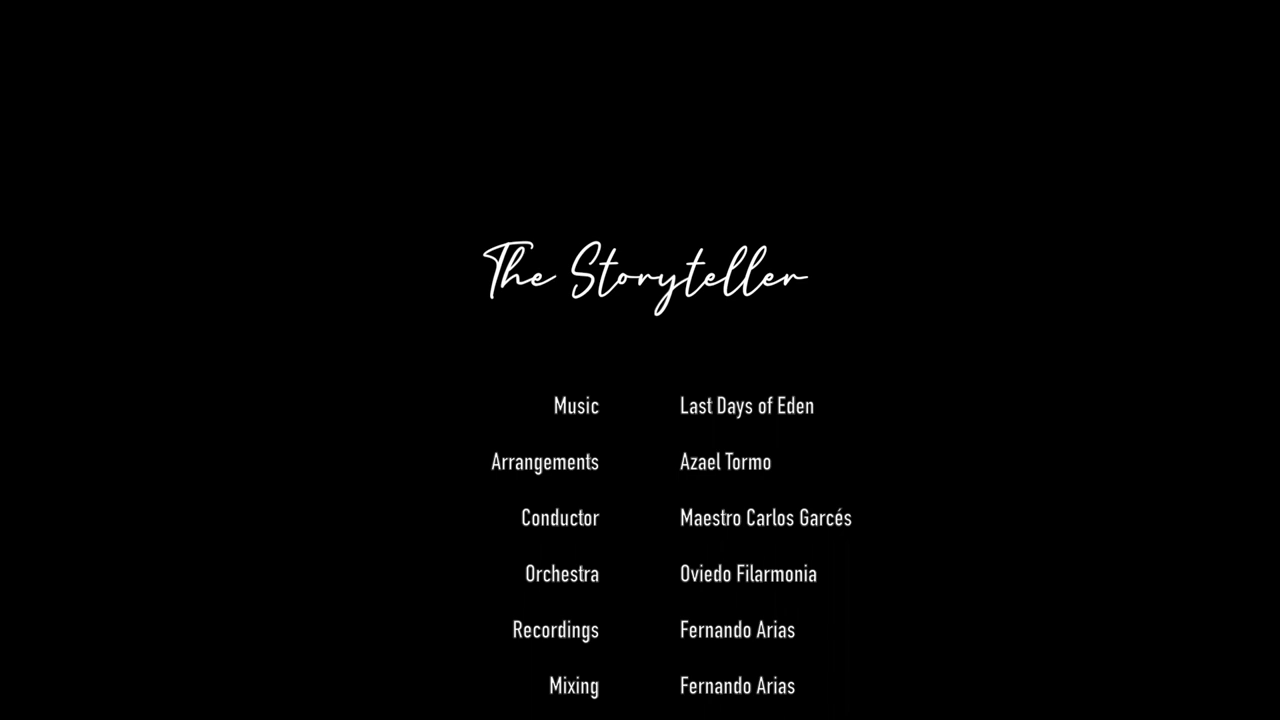 The Storyteller
Music Last Days of Eden
Arrangements Azael Tormo
Conductor Maestro Carlos Garcés
Orchestra Oviedo Filarmonia
Recordings Fernando Arias
Mixing Fernando Arias